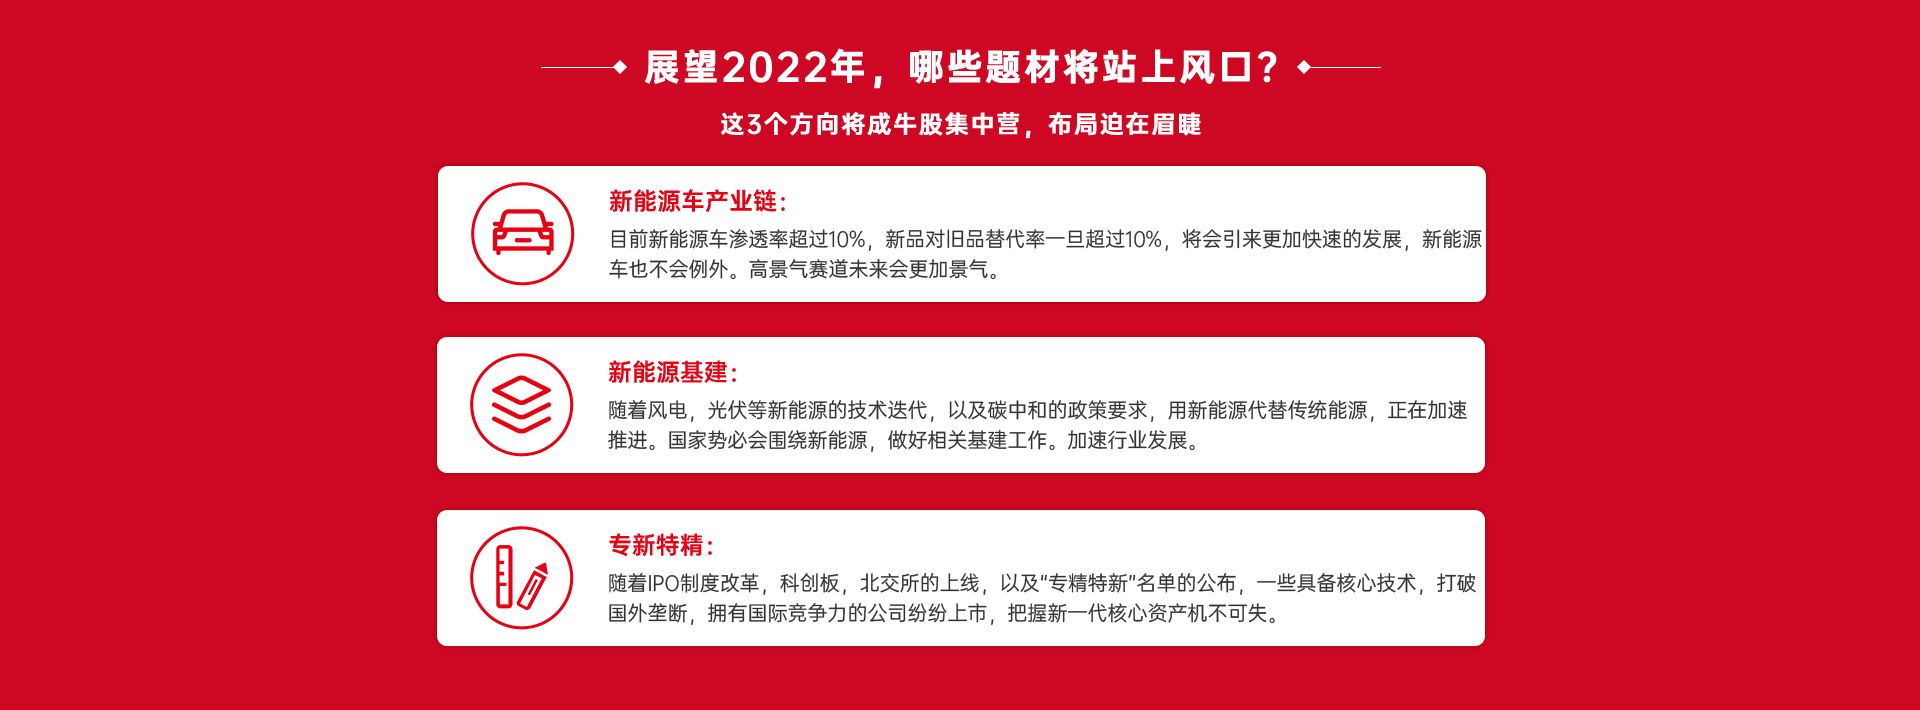 展望2022年，哪些题材将站上风口？
这3个方向将成牛股集中营，布局迫在眉睫
新能源车产业链：
目前新能源车渗透率超过10%，新品对旧品替代率一旦超过10%，将会引来更加快速的发展，新能源
车也不会例外。高景气赛道未来会更加景气。
新能源基建：
随着风电，光伏等新能源的技术迭代，以及碳中和的政策要求，用新能源代替传统能源，正在加速
推进。国家势必会围绕新能源，做好相关基建工作。加速行业发展。
专新特精：
随着IPO制度改革，科创板，北交所的上线，以及“专精特新”名单的公布，一些具备核心技术，打破
国外垄断，拥有国际竞争力的公司纷纷上市，把握新一代核心资产机不可失。